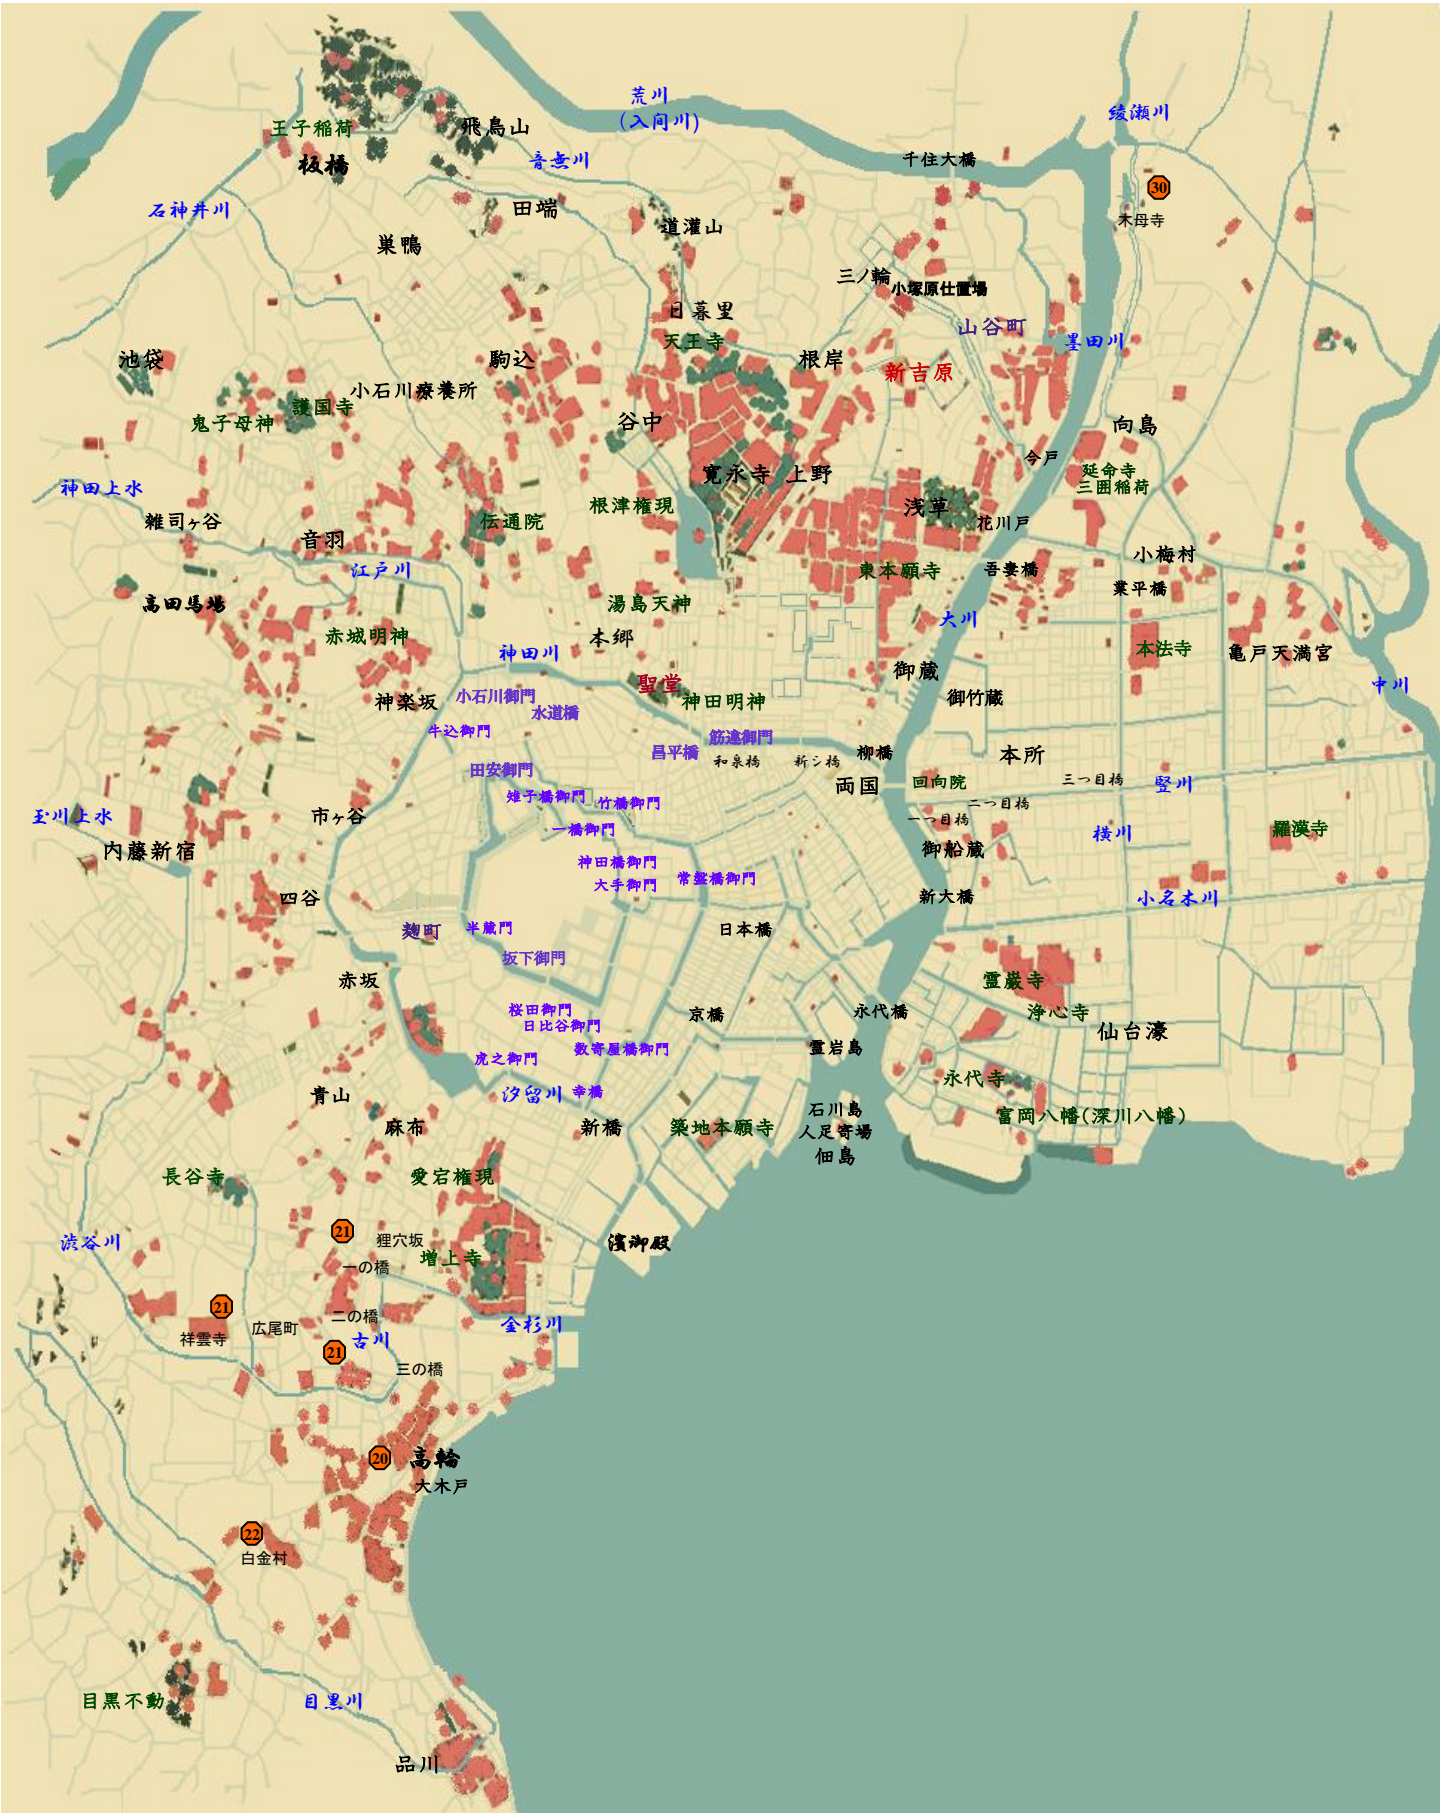 荒川
(入间川)
綾瀬川
王子稲荷
飛鳥山
板橋
音無川
千住大橋
30
木母寺
石神井川
田端
道灌山
巣鴨
三ノ輪
小塚原仕置場
日暮里
山谷町
天王寺
墨田川
池袋
駒込
根岸
新吉原
小石川療養所
護国寺
鬼子母神
谷中
向島
今戸
寛永寺
上野
延命寺
三囲稲荷
神田上水
根津権現
浅草
雑司ヶ谷
伝通院
花川戸
音羽
小梅村
江戸川
東本願寺
吾妻橋
業平橋
高田馬場
湯島天神
大川
赤城明神
本郷
本法寺
亀戸天満宮
神田川
御蔵
聖堂
中川
神楽坂
小石川御門
神田明神
御竹蔵
水道橋
牛込御門
筋違御門
昌平橋
和泉橋
新シ橋
柳橋
本所
田安御門
両国
回向院
三つ目橋
竪川
雉子橋御門
竹橋御門
二つ目橋
玉川上水
市ヶ谷
一つ目橋
一橋御門
横川
羅漢寺
内藤新宿
御船蔵
神田橋御門
大手御門
常盤橋御門
四谷
新大橋
小名木川
麹町
半蔵門
日本橋
坂下御門
赤坂
霊巌寺
桜田御門
京橋
永代橋
浄心寺
日比谷御門
仙台濠
数寄屋橋御門
霊岩島
虎之御門
永代寺
青山
汐留川
幸橋
石川島
人足寄場
佃島
富岡八幡(深川八幡)
麻布
新橋
築地本願寺
長谷寺
愛宕権現
21
渋谷川
狸穴坂
濱御殿
増上寺
一の橋
21
二の橋
金杉川
広尾町
祥雲寺
古川
21
三の橋
20
高輪
大木戸
22
白金村
目黒不動
目黒川
品川